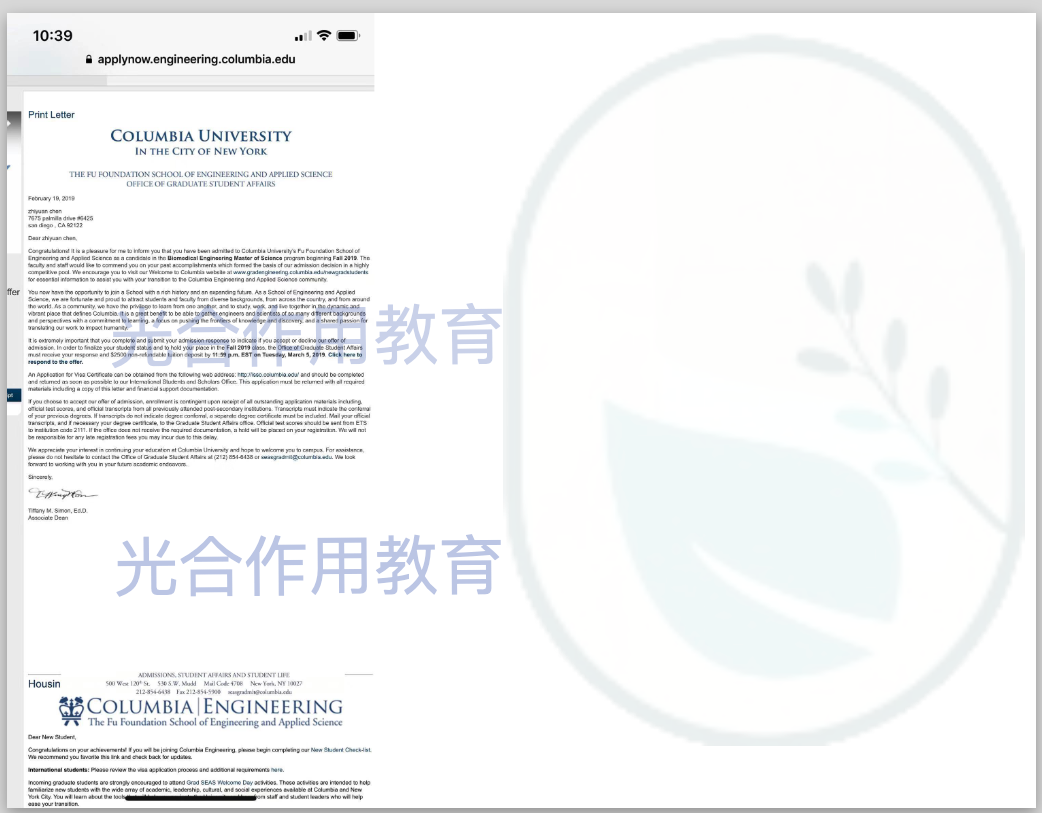 10:39
applynow.engineering.columbia.edu
Print Letter
COLUMBIA UNIVERSITY
IN THE CITY OF NEW YORK
THE FU FOUNDATION SCHOOL OF ENGINEERING AND APPLIED SCIENCE
OFFICE OF GRADUATE STUDENT AFFAIRS
February 19, 2019
zhiyuan chen
7675 palmilla drive #6425
san diego , CA 92122
Dear zhiyuan chen,
Congratulations! It is a pleasure for me to inform you that you have been admitted to Columbia University's Fu Foundation School of
Engineering and Applied Science as a candidate in the Biomedical Engineering Master of Science program beginning Fall 2019. The
faculty and staff would like to commend you on your past accomplishments which formed the basis of our admission decision in a highly
competitive pool. We encourage you to visit our Welcome to Columbia website at www.gradengineering.columbia.edu/newgradstudents
for essential information to assist you with your transition to the Columbia Engineering and Applied Science community.
ffer
You now have the opportunity to join a School with a rich history and an expanding future. As a School of Engineering and Applied
Science, we are fortunate and proud to attract students and faculty from diverse backgrounds, from across the country, and from around
the world. As a community, we have the privilege to learn from one another, and to study, work, and live together in the dynamic and
vibrant place that defines Columbia. It is a great benefit to be able to gather engineers and scientists of so many different backgrounds
and perspectives with a commitment to learning, a focus on pushing the frontiers of knowledge and discovery, and a shared passion for
translating our work to impact humanity.
光合作用教育
It is extremely important that you complete and submit your admission response to indicate if you accept or decline our offer of
admission. In order to finalize your student status and to hold your place in the Fall 2019 class, the Office of Graduate Student Affairs
must receive your response and $2500 non-refundable tuition deposit by 11:59 p.m. EST on Tuesday, March 5, 2019. Click here to
respond to the offer.
An Application for Visa Certificate can be obtained from the following web address: http://isso.columbia.edu/ and should be completed
and returned as soon as possible to our International Students and Scholars Office. This application must be returned with all required
materials including a copy of this letter and financial support documentation.
pt
If you choose to accept our offer of admission, enrollment is contingent upon receipt of all outstanding application materials including,
official test scores, and official transcripts from all previously attended post-secondary institutions. Transcripts must indicate the conferral
of your previous degrees. If transcripts do not indicate degree conferral, a separate degree certificate must be included. Mail your official
transcripts, and if necessary your degree certificate, to the Graduate Student Affairs office. Official test scores should be sent from ETS
to institution code 2111. If the office does not receive the required documentation, a hold will be placed on your registration. We will not
be responsible for any late registration fees you may incur due to this delay.
We appreciate your interest in continuing your education at Columbia University and hope to welcome you to campus. For assistance,
please do not hesitate to contact the Office of Graduate Student Affairs at (212) 854-6438 or seasgradmit@columbia.edu. We look
forward to working with you in your future academic endeavors.
Sincerely,
Tiffany M. Simon, Ed.D.
Associate Dean
光合作用教育
ADMISSIONS, STUDENT AFFAIRS AND STUDENT LIFE
500 West 120th St. 530 S.W. Mudd Mail Code 4708 New York, NY 10027
212-854-6438 Fax 212-854-5900 seasgradmit@columbia.edu
Housin
COLUMBIA | ENGINEERING
The Fu Foundation School of Engineering and Applied Science
Dear New Student,
Congratulations on your achievements! If you will be joining Columbia Engineering, please begin completing our New Student Check-list.
We recommend you favorite this link and check back for updates.
International students: Please review the visa application process and additional requirements here.
Incoming graduate students are strongly encouraged to attend Grad SEAS Welcome Day activities. These activities are intended to help
familiarize new students with the wide array of academic, leadership, cultural, and social experiences available at Columbia and New
York City. You will learn about the tools from staff and student leaders who will help
ease your transition.